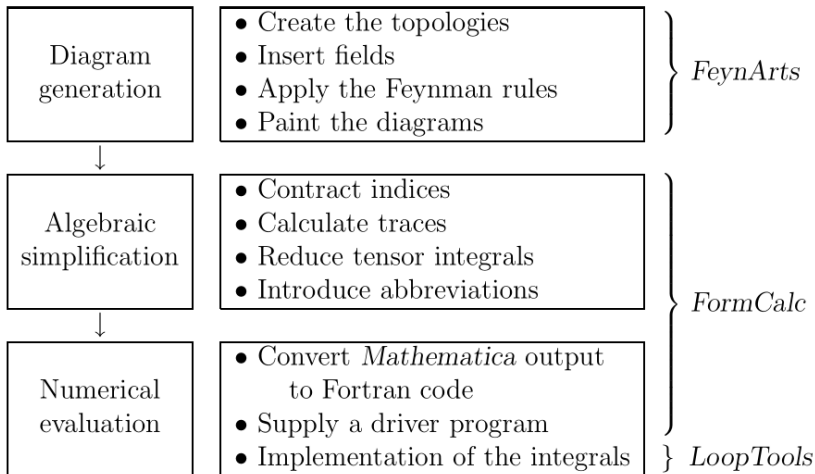 Diagram
generation
• Create the topologies
• Insert fields
• Apply the Feynman rules
• Paint the diagrams
FeynArts
↓
Algebraic
simplification
• Contract indices
• Calculate traces
• Reduce tensor integrals
• Introduce abbreviations
FormCalc
↓
Numerical
evaluation
• Convert Mathematica output
to Fortran code
• Supply a driver program
• Implementation of the integrals
} LoopTools